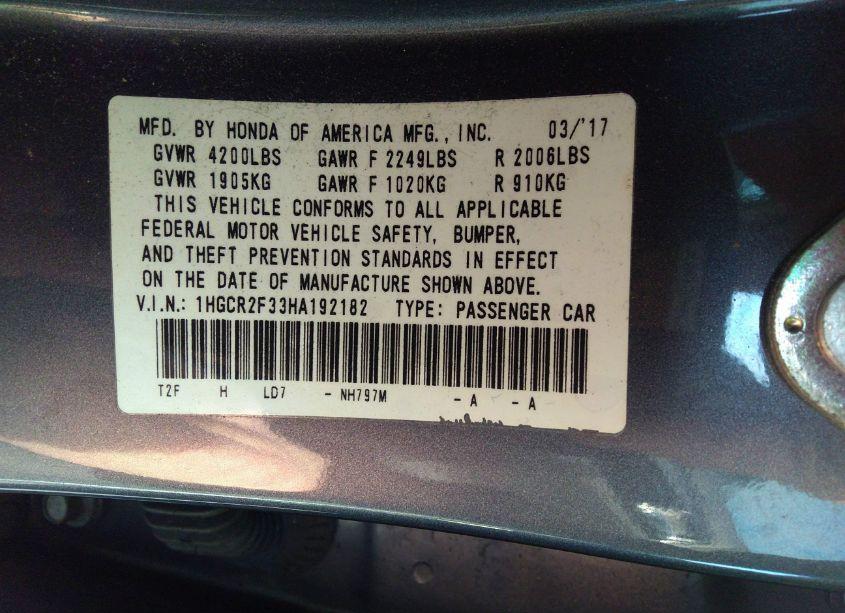 MFD. BY HONDA OF AMERICA MFG., INC. 03/'17
GVWR 4200LBS GAWR F 2249LBS R 2006LBS
GVWR 1905KG GAWR F 1020KG R 910KG
THIS VEHICLE CONFORMS TO ALL APPLICABLE
FEDERAL MOTOR VEHICLE SAFETY, BUMPER,
AND THEFT PREVENTION STANDARDS IN EFFECT
ON THE DATE OF MANUFACTURE SHOWN ABOVE.
V.I.N.: 1HGCR2F33HA192182 TYPE: PASSENGER CAR
T2F H LD7 - NH797M - A - A